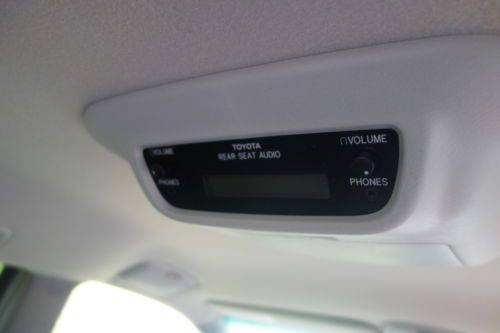 VOLUME
PHONES
TOYOTA
REAR SEAT AUDIO
VOLUME
PHONES